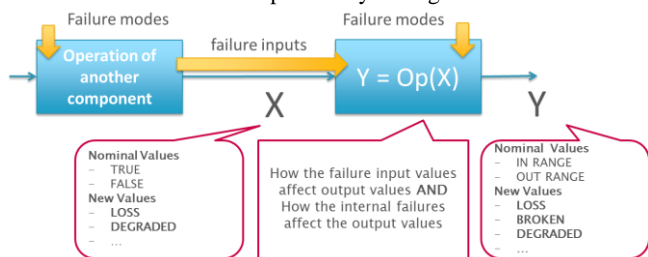 Failure modes
Failure modes
failure inputs
Operation of
another
component
Y = Op(X)
X
Y
Nominal Values
– TRUE
– FALSE
New Values
– LOSS
– DEGRADED
– ...
How the failure input values
affect output values AND
How the internal failures
affect the output values
Nominal Values
– IN RANGE
– OUT RANGE
New Values
– LOSS
– BROKEN
– DEGRADED
– ...